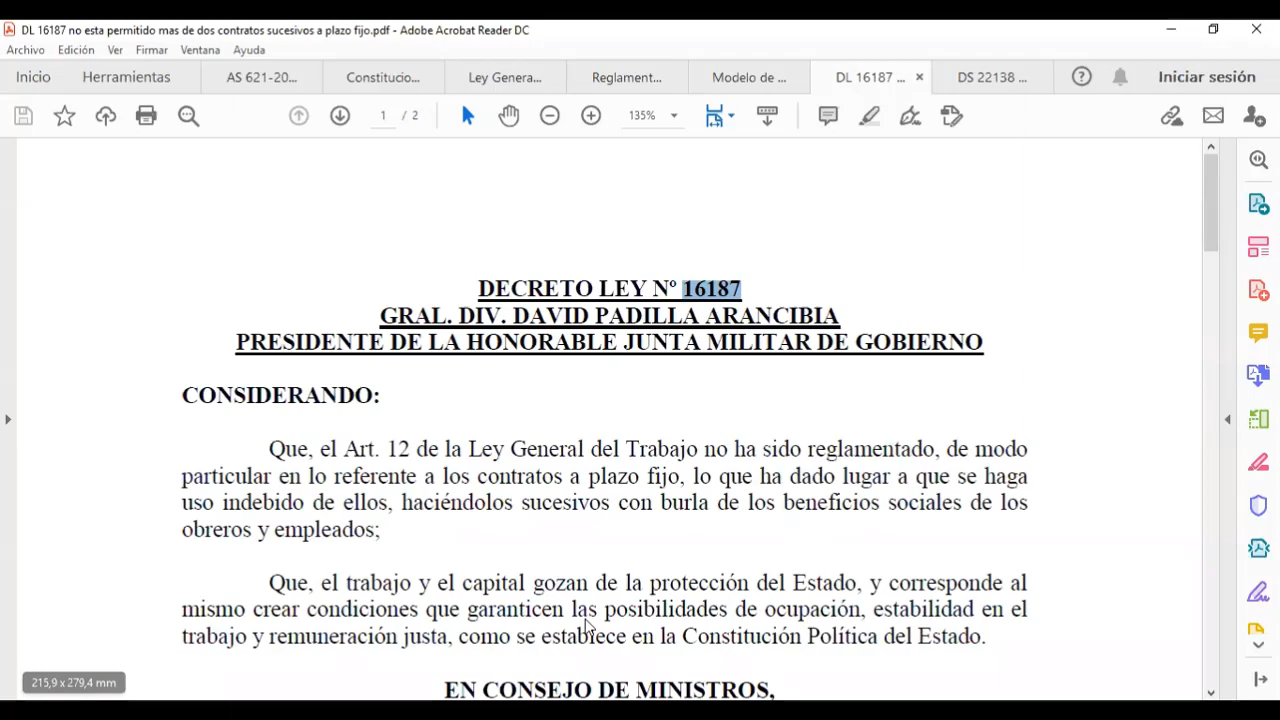 DL 16187 no esta permitido mas de dos contratos sucesivos a plazo fijo.pdf - Adobe Acrobat Reader DC
Archivo Edición Ver Firmar Ventana Ayuda
Inicio Herramientas AS 621-20... Constitucio... Ley Genera... Reglament... Modelo de ... DL 16187 ... × DS 22138 ... Iniciar sesión
1 / 2 135%
DECRETO LEY Nº 16187
GRAL. DIV. DAVID PADILLA ARANCIBIA
PRESIDENTE DE LA HONORABLE JUNTA MILITAR DE GOBIERNO
CONSIDERANDO:
Que, el Art. 12 de la Ley General del Trabajo no ha sido reglamentado, de modo
particular en lo referente a los contratos a plazo fijo, lo que ha dado lugar a que se haga
uso indebido de ellos, haciéndolos sucesivos con burla de los beneficios sociales de los
obreros y empleados;
Que, el trabajo y el capital gozan de la protección del Estado, y corresponde al
mismo crear condiciones que garanticen las posibilidades de ocupación, estabilidad en el
trabajo y remuneración justa, como se establece en la Constitución Política del Estado.
215,9 x 279,4 mm
EN CONSEJO DE MINISTROS,